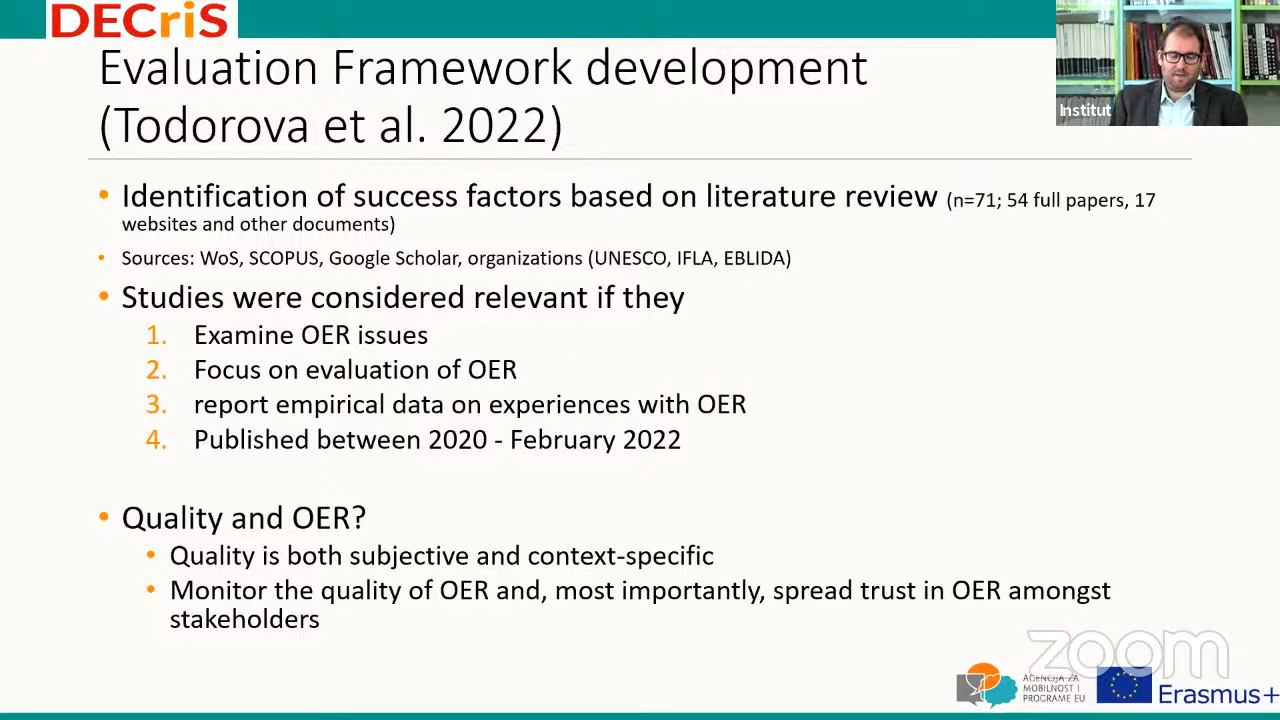 DECriS
Evaluation Framework development
(Todorova et al. 2022)
Institut
• Identification of success factors based on literature review (n=71; 54 full papers, 17
websites and other documents)
• Sources: WoS, SCOPUS, Google Scholar, organizations (UNESCO, IFLA, EBLIDA)
• Studies were considered relevant if they
1. Examine OER issues
2. Focus on evaluation of OER
3. report empirical data on experiences with OER
4. Published between 2020 - February 2022
• Quality and OER?
• Quality is both subjective and context-specific
• Monitor the quality of OER and, most importantly, spread trust in OER amongst
stakeholders
zoom
AGENCIJA ZA
MOBILNOST I
PROGRAME EU
Erasmus+